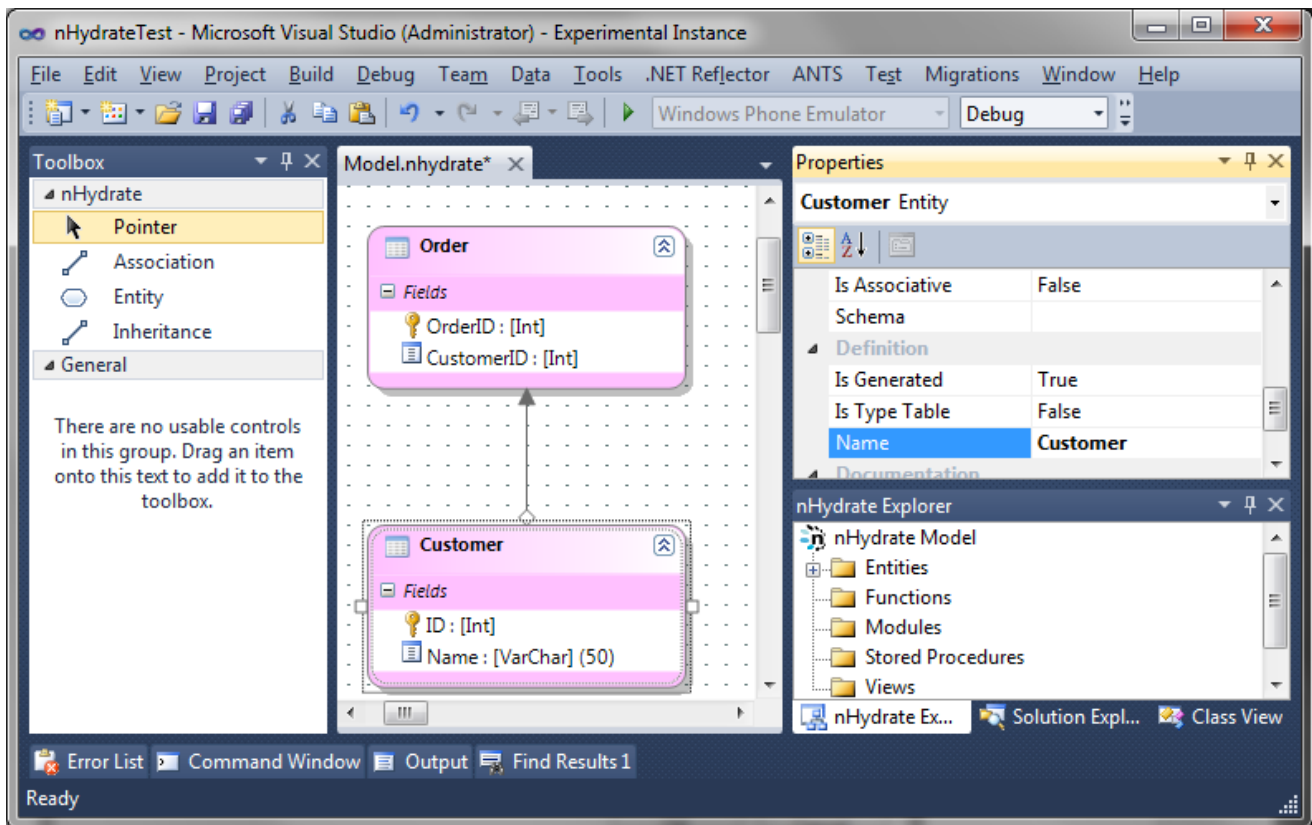 nHydrateTest - Microsoft Visual Studio (Administrator) - Experimental Instance
File Edit View Project Build Debug Team Data Tools .NET Reflector ANTS Test Migrations Window Help
Windows Phone Emulator Debug
Toolbox
nHydrate
Pointer
Association
Entity
Inheritance
General
There are no usable controls
in this group. Drag an item
onto this text to add it to the
toolbox.
Model.nhydrate*
Order
Fields
OrderID : [Int]
CustomerID : [Int]
Customer
Fields
ID : [Int]
Name : [VarChar] (50)
Properties
Customer Entity
Is Associative False
Schema
Definition
Is Generated True
Is Type Table False
Name Customer
Documentation
nHydrate Explorer
nHydrate Model
Entities
Functions
Modules
Stored Procedures
Views
nHydrate Ex... Solution Expl... Class View
Error List Command Window Output Find Results 1
Ready